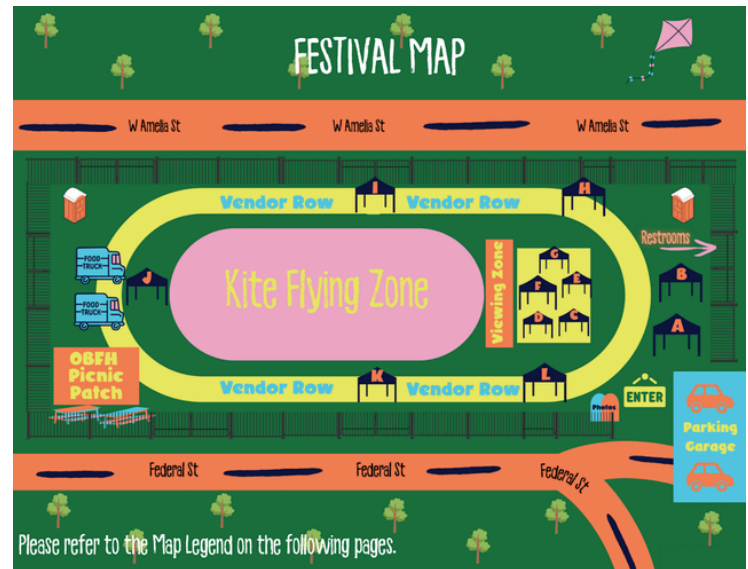 FESTIVAL MAP
W Amelia St
W Amelia St
W Amelia St
I
H
Vendor Row
Vendor Row
Restrooms
FOOD
TRUCK
FOOD
TRUCK
J
Kite Flying Zone
Viewing Zone
G
F
E
D
C
B
A
OBFH
Picnic
Patch
Vendor Row
K
Vendor Row
L
Photos
ENTER
Parking
Garage
Federal St
Federal St
Federal St
Please refer to the Map Legend on the following pages.